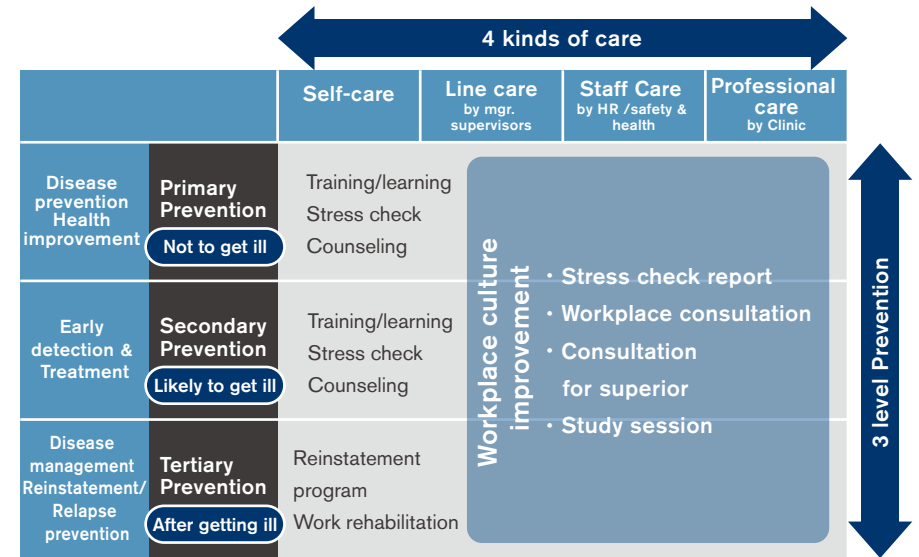 4 kinds of care
Self-care
Line care
by mgr.
supervisors
Staff Care
by HR /safety &
health
Professional
care
by Clinic
Disease
prevention
Health
improvement
Primary
Prevention
Not to get ill
Training/learning
Stress check
Counseling
Early
detection &
Treatment
Secondary
Prevention
Likely to get ill
Training/learning
Stress check
Counseling
Disease
management
Reinstatement/
Relapse
prevention
Tertiary
Prevention
After getting ill
Reinstatement
program
Work rehabilitation
Workplace culture
improvement
・Stress check report
・Workplace consultation
・Consultation
for superior
・Study session
3 level Prevention